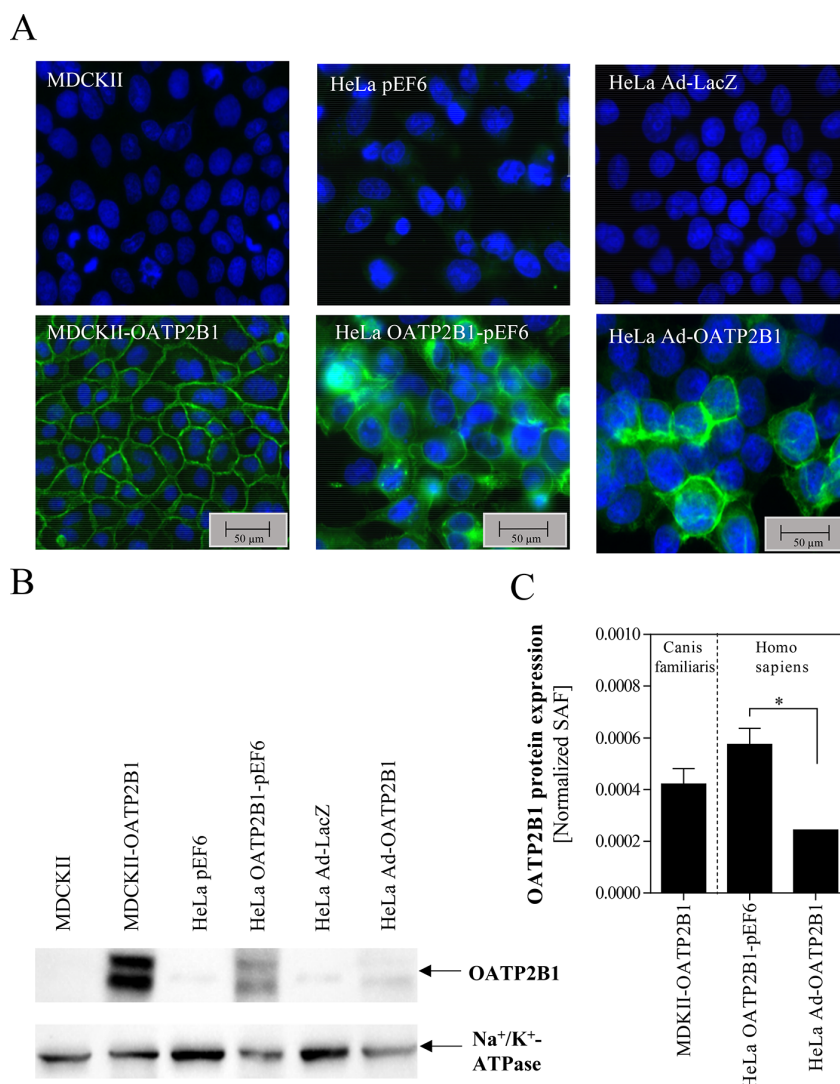 A
MDCKII
HeLa pEF6
HeLa Ad-LacZ
MDCKII-OATP2B1
HeLa OATP2B1-pEF6
HeLa Ad-OATP2B1
50 µm
50 µm
50 µm
B
MDCKII
MDCKII-OATP2B1
HeLa pEF6
HeLa OATP2B1-pEF6
HeLa Ad-LacZ
HeLa Ad-OATP2B1
OATP2B1
Na⁺/K⁺-
ATPase
C
OATP2B1 protein expression
[Normalized SAF]
0.0010
0.0008
0.0006
0.0004
0.0002
0.0000
Canis
familiaris
Homo
sapiens
*
MDKII-OATP2B1
HeLa OATP2B1-pEF6
HeLa Ad-OATP2B1